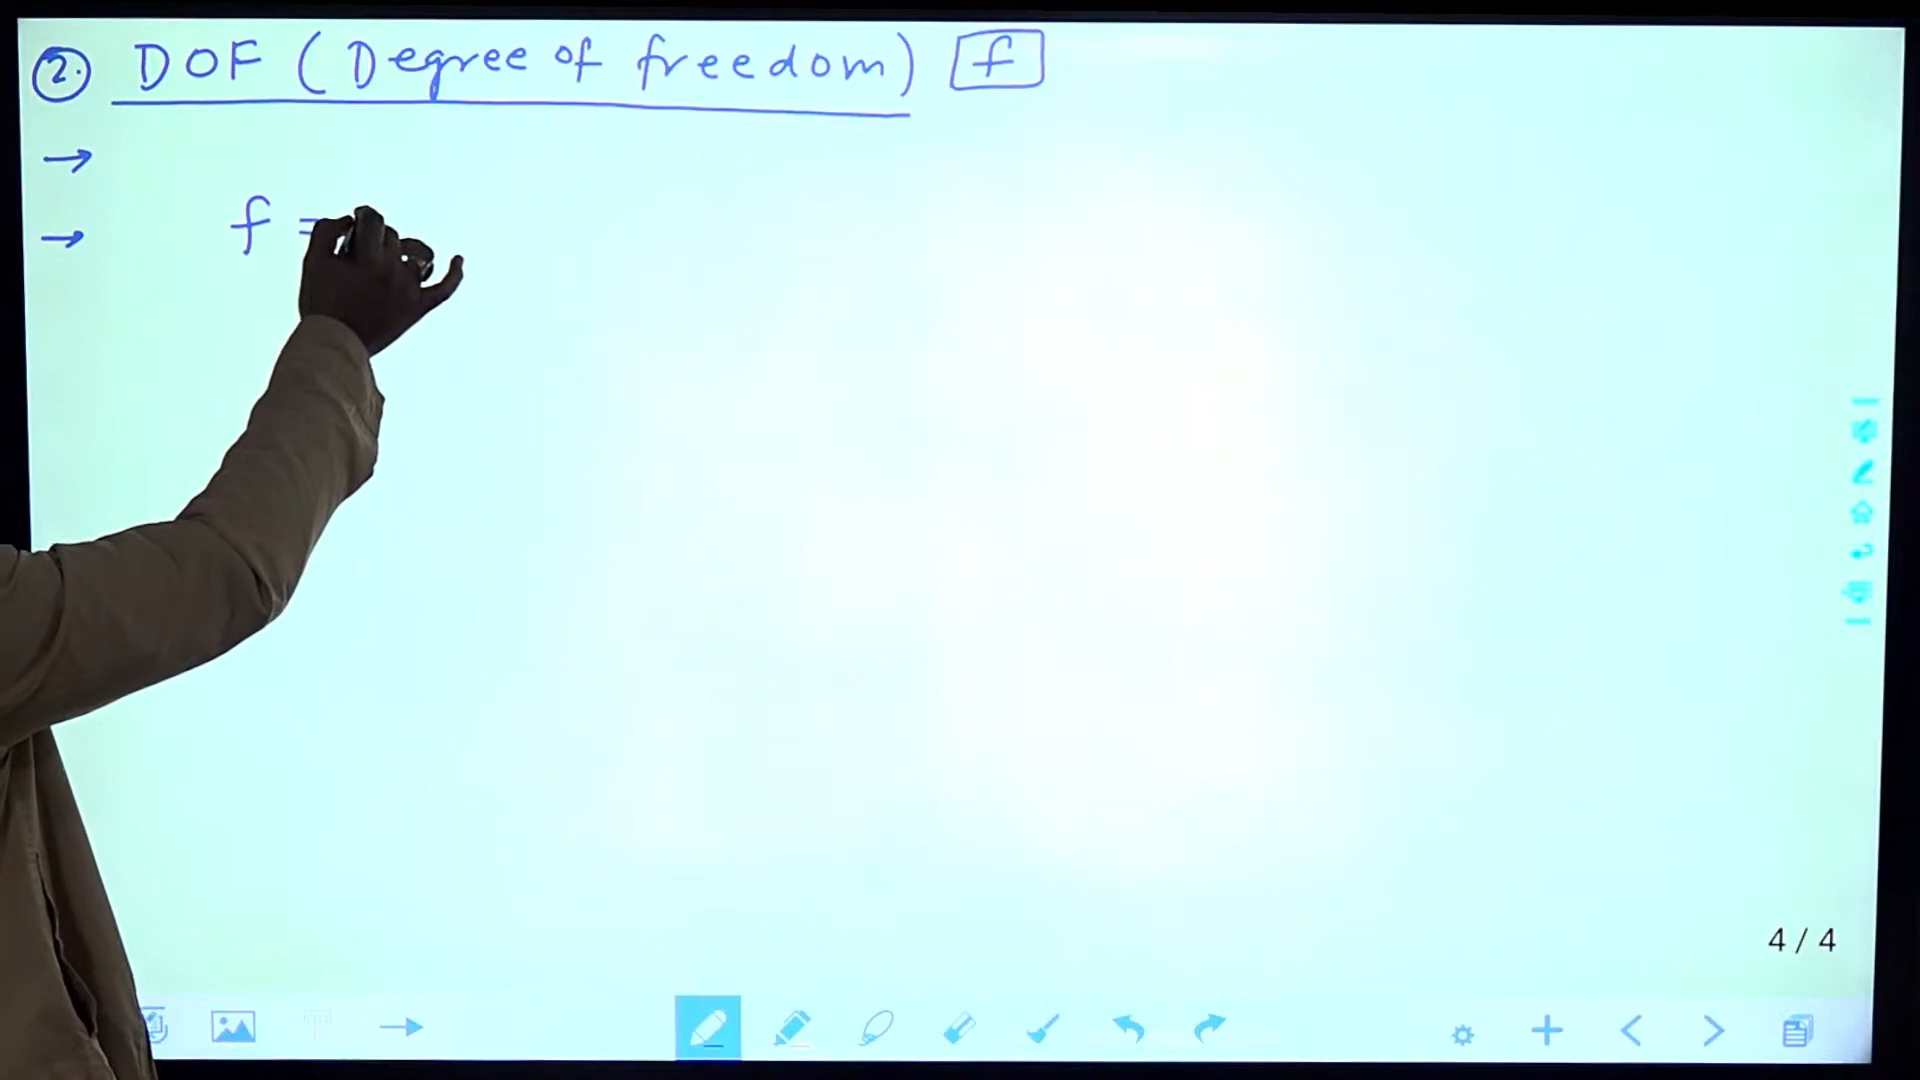 2. DOF (Degree of freedom) f
→
→ f =
4 / 4